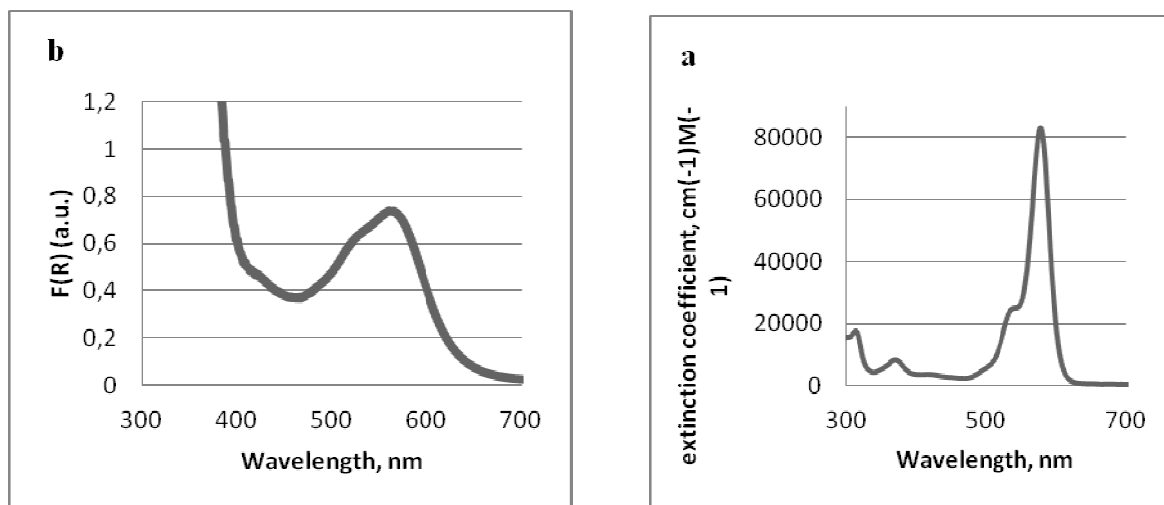 b
F(R) (a.u.)
1,2
1
0,8
0,6
0,4
0,2
0
300 400 500 600 700
Wavelength, nm
a
extinction coefficient, cm(-1)M(-
1)
80000
60000
40000
20000
0
300 500 700
Wavelength, nm